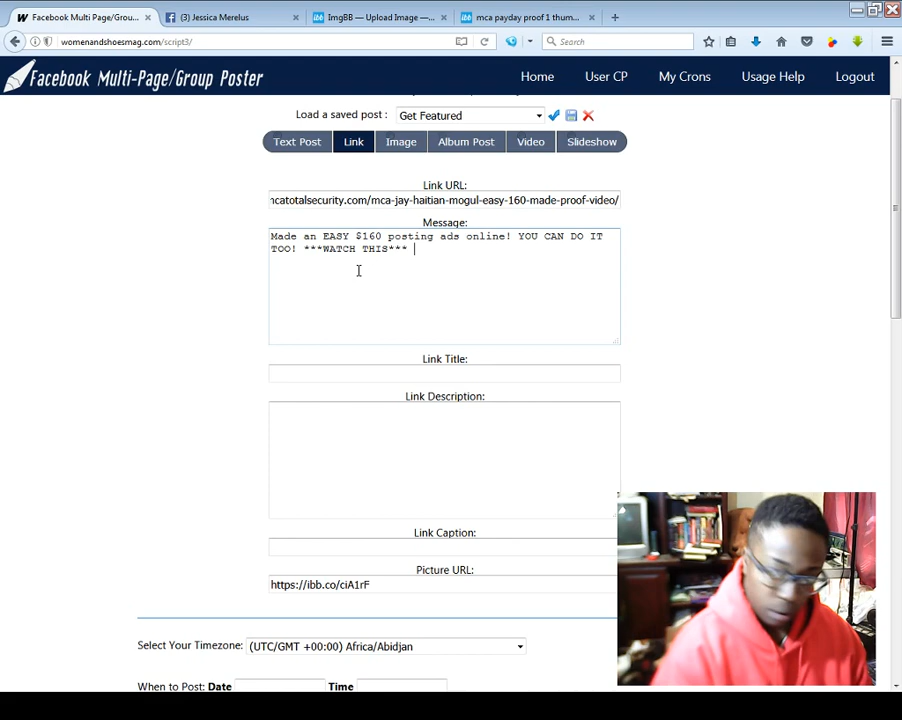 Facebook Multi Page/Grou...
(3) Jessica Merelus
ImgBB — Upload Image —...
mca payday proof 1 thum...
womenandshoesmag.com/script3/
Search
Facebook Multi-Page/Group Poster
Home
User CP
My Crons
Usage Help
Logout
Load a saved post :
Get Featured
Text Post
Link
Image
Album Post
Video
Slideshow
Link URL:
ncatotalsecurity.com/mca-jay-haitian-mogul-easy-160-made-proof-video/
Message:
Made an EASY $160 posting ads online! YOU CAN DO IT
TOO! ***WATCH THIS***
Link Title:
Link Description:
Link Caption:
Picture URL:
https://ibb.co/ciA1rF
Select Your Timezone:
(UTC/GMT +00:00) Africa/Abidjan
When to Post: Date
Time